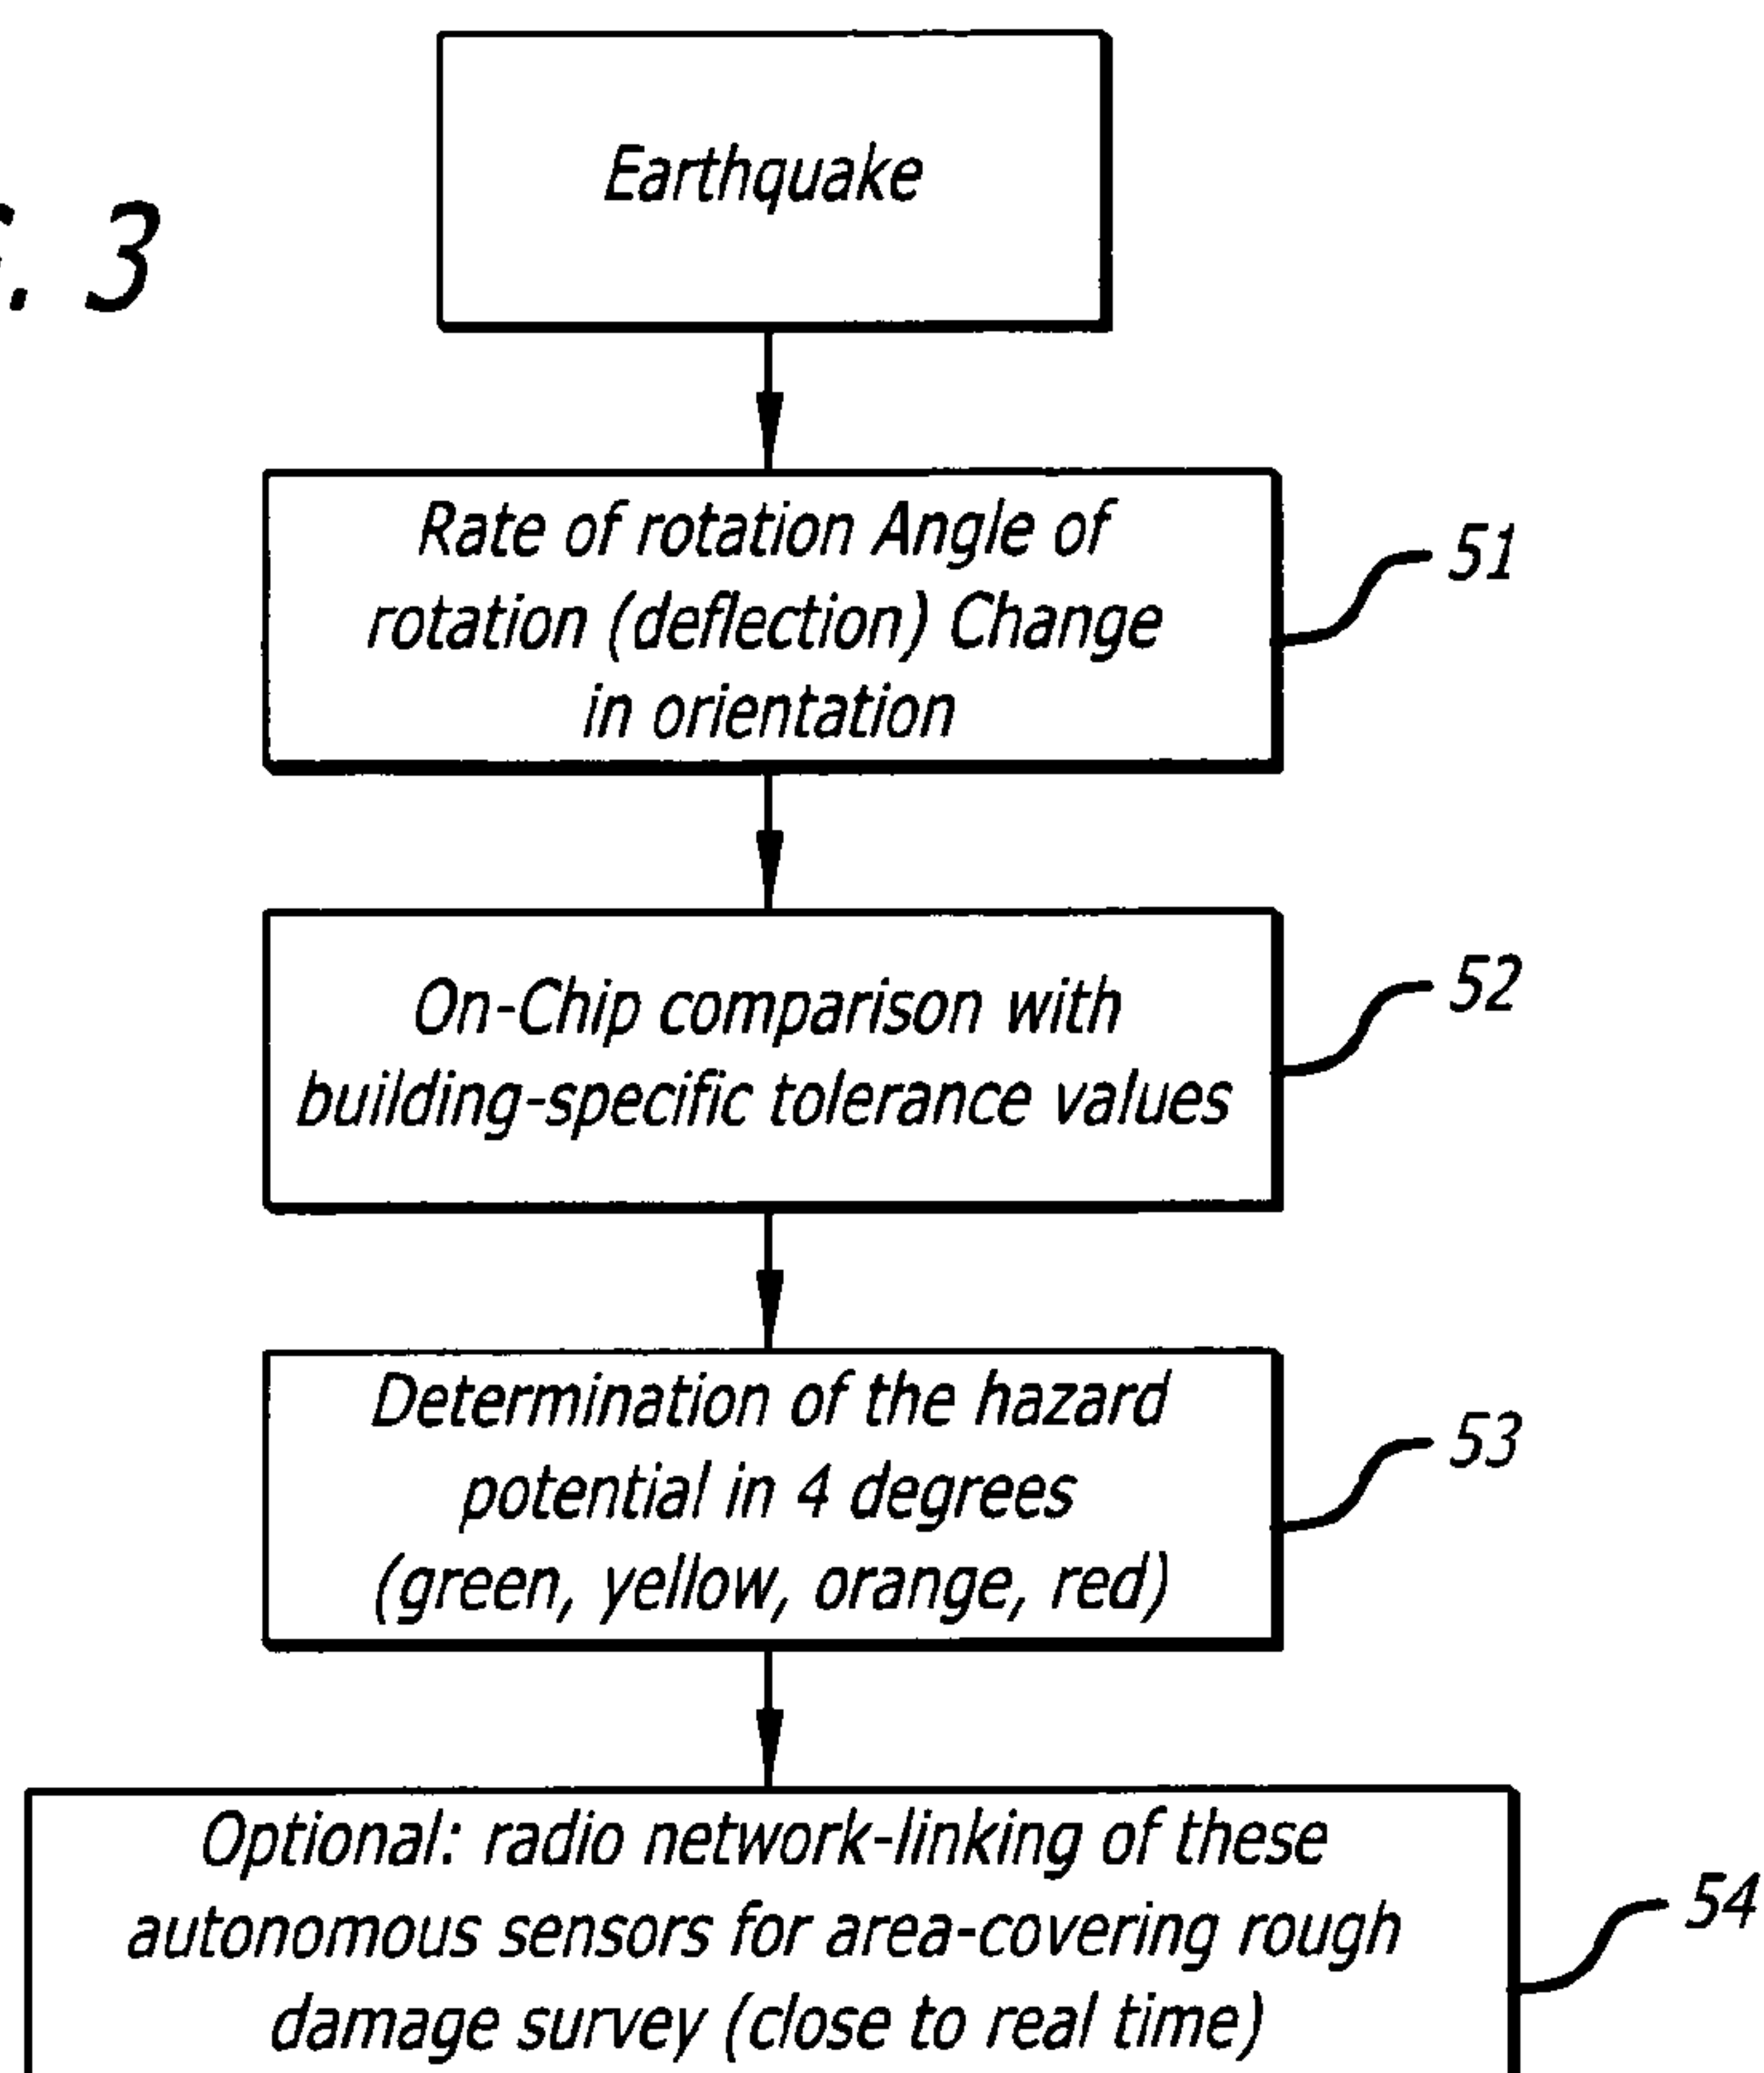 Earthquake
. 3
Rate of rotation Angle of
rotation (deflection) Change
in orientation
51
On-Chip comparison with
building-specific tolerance values
52
Determination of the hazard
potential in 4 degrees
(green, yellow, orange, red)
53
Optional: radio network-linking of these
autonomous sensors for area-covering rough
damage survey (close to real time)
54